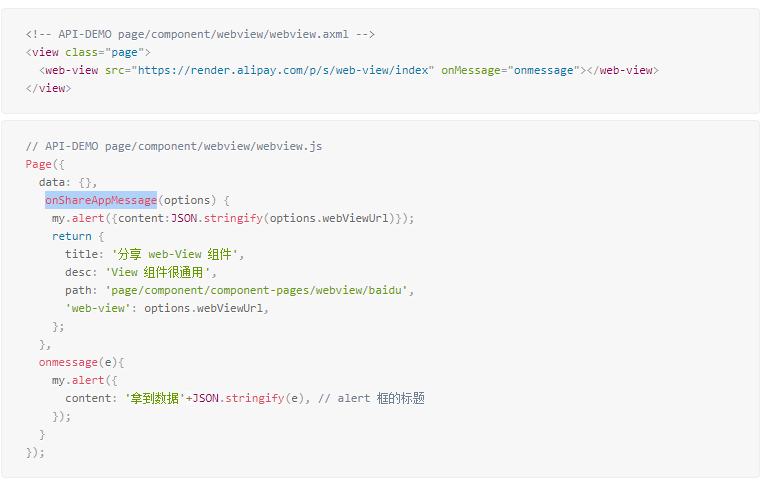 <!-- API-DEMO page/component/webview/webview.axml -->
<view class="page">
  <web-view src="https://render.alipay.com/p/s/web-view/index" onMessage="onmessage"></web-view>
</view>
// API-DEMO page/component/webview/webview.js
Page({
  data: {},
   onShareAppMessage(options) {
    my.alert({content:JSON.stringify(options.webViewUrl)});
    return {
      title: '分享 web-View 组件',
      desc: 'View 组件很通用',
      path: 'page/component/component-pages/webview/baidu',
      'web-view': options.webViewUrl,
    };
  },
  onmessage(e){
    my.alert({
      content: '拿到数据'+JSON.stringify(e), // alert 框的标题
    });
  }
});